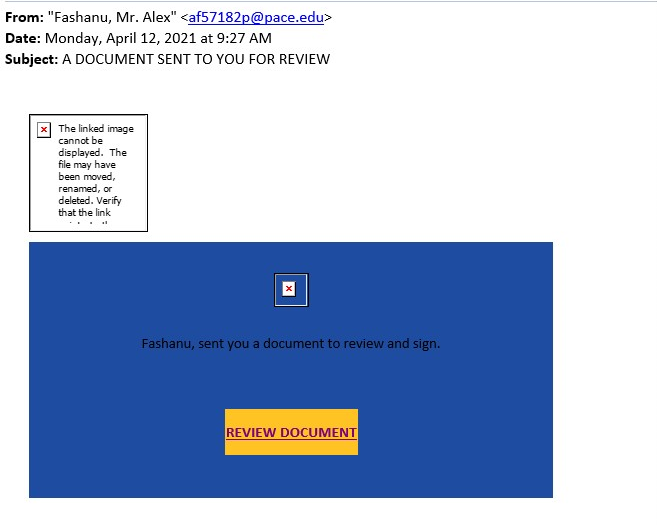 From: "Fashanu, Mr. Alex" <af57182p@pace.edu>
Date: Monday, April 12, 2021 at 9:27 AM
Subject: A DOCUMENT SENT TO YOU FOR REVIEW
The linked image
cannot be
displayed. The
file may have
been moved,
renamed, or
deleted. Verify
that the link
Fashanu, sent you a document to review and sign.
REVIEW DOCUMENT